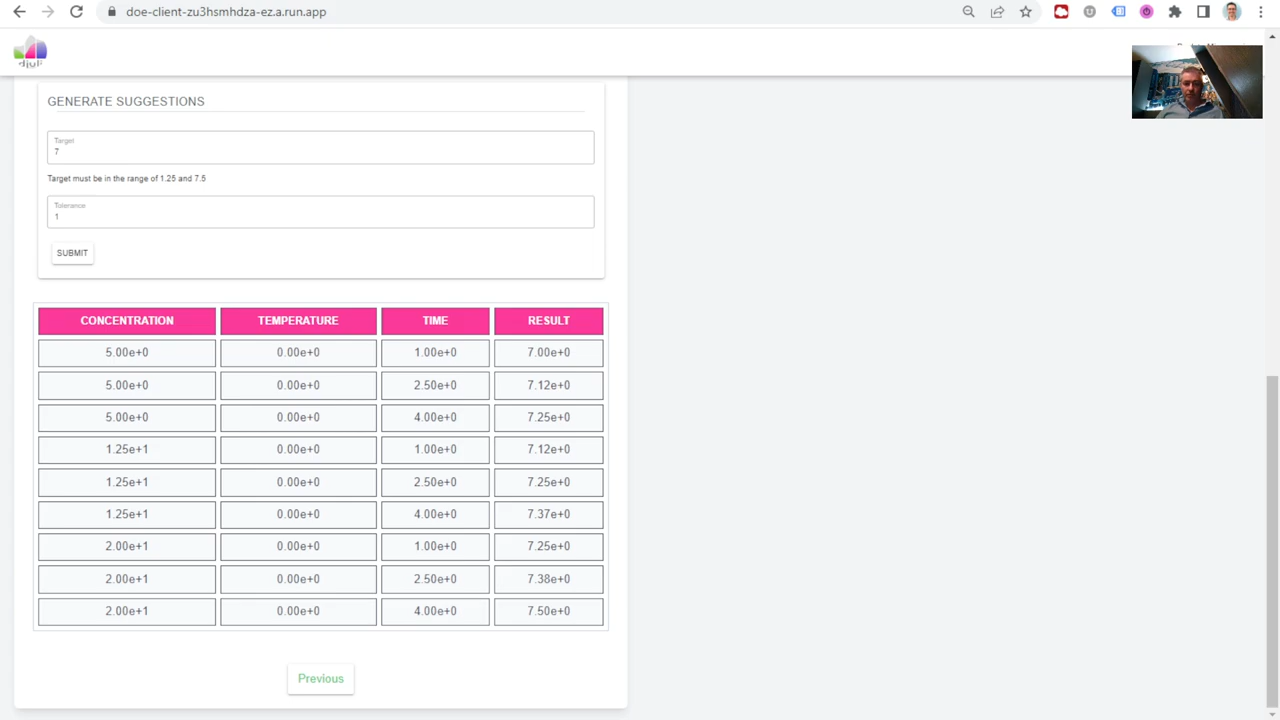 doe-client-zu3hsmhdza-ez.a.run.app
djuli
GENERATE SUGGESTIONS
Target
7
Target must be in the range of 1.25 and 7.5
Tolerance
1
SUBMIT
CONCENTRATION TEMPERATURE TIME RESULT
5.00e+0 0.00e+0 1.00e+0 7.00e+0
5.00e+0 0.00e+0 2.50e+0 7.12e+0
5.00e+0 0.00e+0 4.00e+0 7.25e+0
1.25e+1 0.00e+0 1.00e+0 7.12e+0
1.25e+1 0.00e+0 2.50e+0 7.25e+0
1.25e+1 0.00e+0 4.00e+0 7.37e+0
2.00e+1 0.00e+0 1.00e+0 7.25e+0
2.00e+1 0.00e+0 2.50e+0 7.38e+0
2.00e+1 0.00e+0 4.00e+0 7.50e+0
Previous